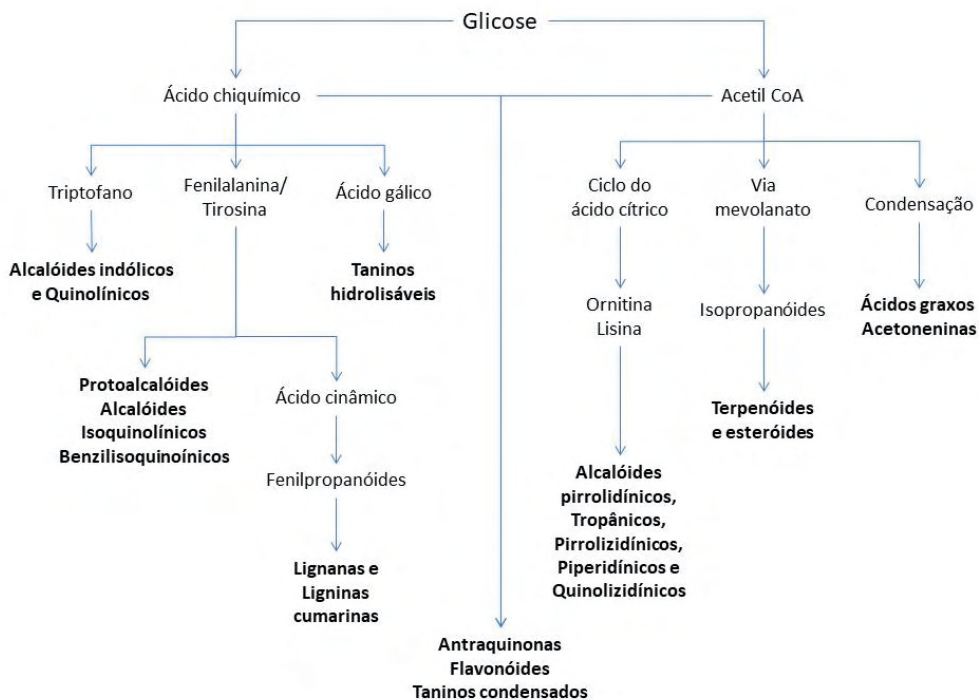 Glicose
Ácido chiquímico
Acetil CoA
Triptofano
Fenilalanina/
Tirosina
Ácido gálico
Ciclo do
ácido cítrico
Via
mevolanato
Condensação
Alcalóides indólicos
e Quinolínicos
Taninos
hidrolisáveis
Ornitina
Lisina
Isopropanóides
Ácidos graxos
Acetoneninas
Protoalcalóides
Alcalóides
Isoquinolínicos
Benzilisoquinoínicos
Ácido cinâmico
Terpenóides
e esteróides
Fenilpropanóides
Alcalóides
pirrolidínicos,
Tropânicos,
Pirrolizidínicos,
Piperidínicos e
Quinolizidínicos
Lignanas e
Ligninas
cumarinas
Antraquinonas
Flavonóides
Taninos condensados